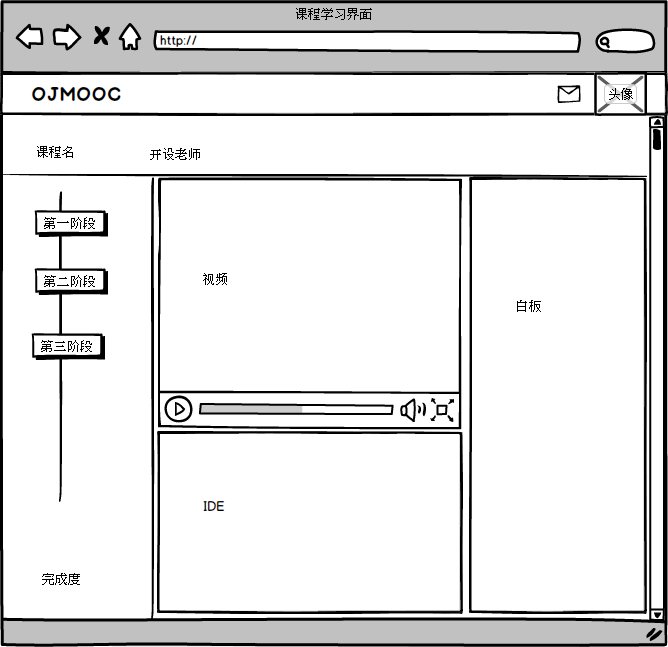 课程学习界面
http://
OJMOOC
头像
课程名
开设老师
第一阶段
第二阶段
第三阶段
视频
白板
IDE
完成度